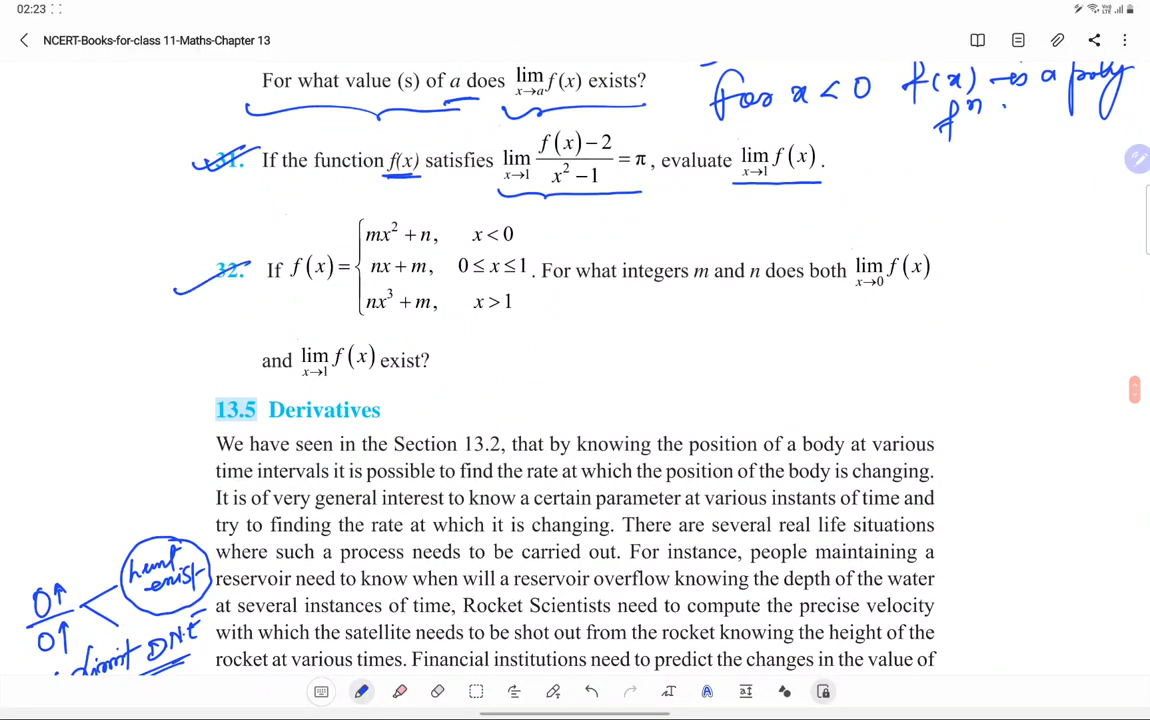 02:23
NCERT-Books-for-class 11-Maths-Chapter 13
For what value (s) of a does lim x→a f(x) exists?
for x < 0 f(x) → is a poly fⁿ.
31. If the function f(x) satisfies lim x→1 (f(x) − 2)/(x² − 1) = π, evaluate lim x→1 f(x).
mx² + n, x < 0
32. If f(x) = { nx + m, 0 ≤ x ≤ 1 . For what integers m and n does both lim x→0 f(x)
nx³ + m, x > 1
and lim x→1 f(x) exist?
13.5 Derivatives
We have seen in the Section 13.2, that by knowing the position of a body at various
time intervals it is possible to find the rate at which the position of the body is changing.
It is of very general interest to know a certain parameter at various instants of time and
try to finding the rate at which it is changing. There are several real life situations
where such a process needs to be carried out. For instance, people maintaining a
reservoir need to know when will a reservoir overflow knowing the depth of the water
at several instances of time, Rocket Scientists need to compute the precise velocity
with which the satellite needs to be shot out from the rocket knowing the height of the
rocket at various times. Financial institutions need to predict the changes in the value of
0↑/0↑
limit exist
limit D.N.E